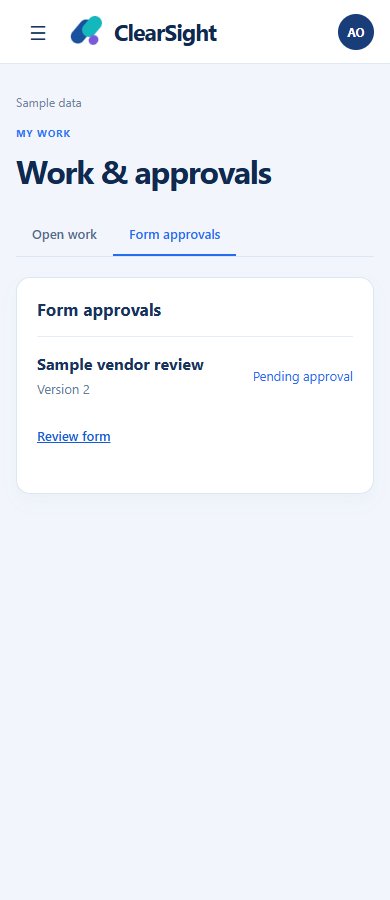 ClearSight
AO
Sample data
MY WORK
Work & approvals
Open work
Form approvals
Form approvals
Sample vendor review
Version 2
Pending approval
Review form